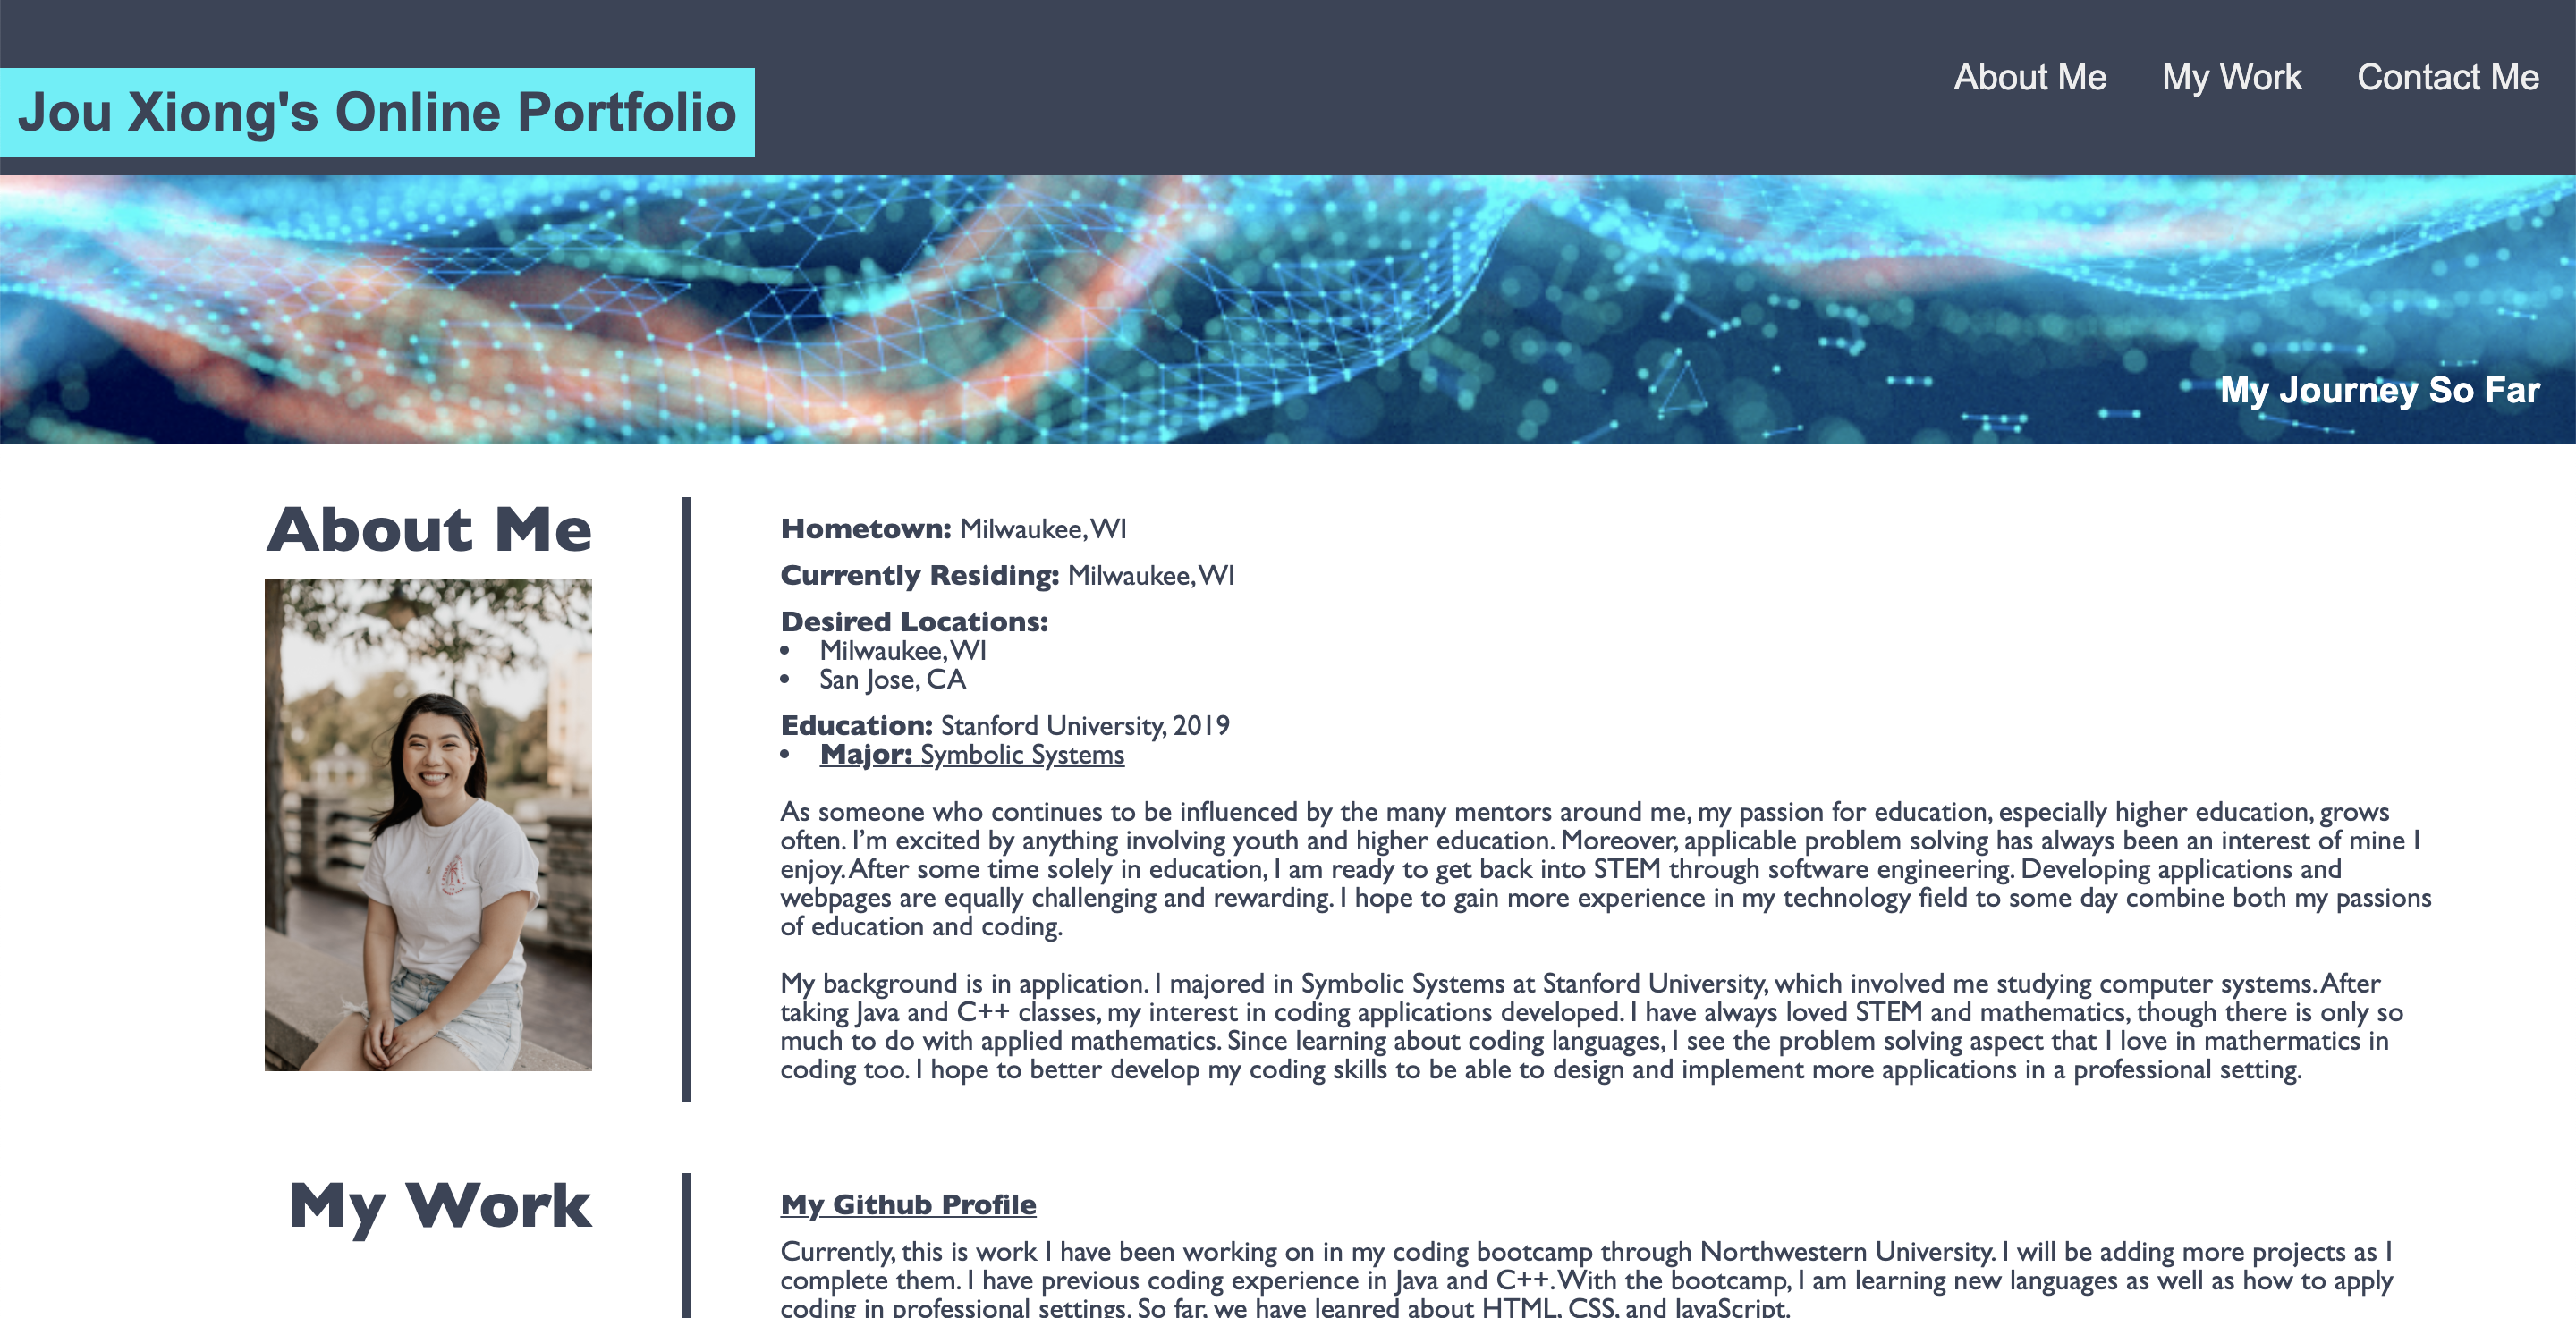 Jou Xiong's Online Portfolio
About Me
My Work
Contact Me
My Journey So Far
About Me
Hometown: Milwaukee, WI
Currently Residing: Milwaukee, WI
Desired Locations:
• Milwaukee, WI
• San Jose, CA
Education: Stanford University, 2019
• Major: Symbolic Systems
As someone who continues to be influenced by the many mentors around me, my passion for education, especially higher education, grows
often. I’m excited by anything involving youth and higher education. Moreover, applicable problem solving has always been an interest of mine I
enjoy. After some time solely in education, I am ready to get back into STEM through software engineering. Developing applications and
webpages are equally challenging and rewarding. I hope to gain more experience in my technology field to some day combine both my passions
of education and coding.
My background is in application. I majored in Symbolic Systems at Stanford University, which involved me studying computer systems. After
taking Java and C++ classes, my interest in coding applications developed. I have always loved STEM and mathematics, though there is only so
much to do with applied mathematics. Since learning about coding languages, I see the problem solving aspect that I love in mathermatics in
coding too. I hope to better develop my coding skills to be able to design and implement more applications in a professional setting.
My Work
My Github Profile
Currently, this is work I have been working on in my coding bootcamp through Northwestern University. I will be adding more projects as I
complete them. I have previous coding experience in Java and C++. With the bootcamp, I am learning new languages as well as how to apply
coding in professional settings. So far, we have leanred about HTML, CSS, and JavaScript.